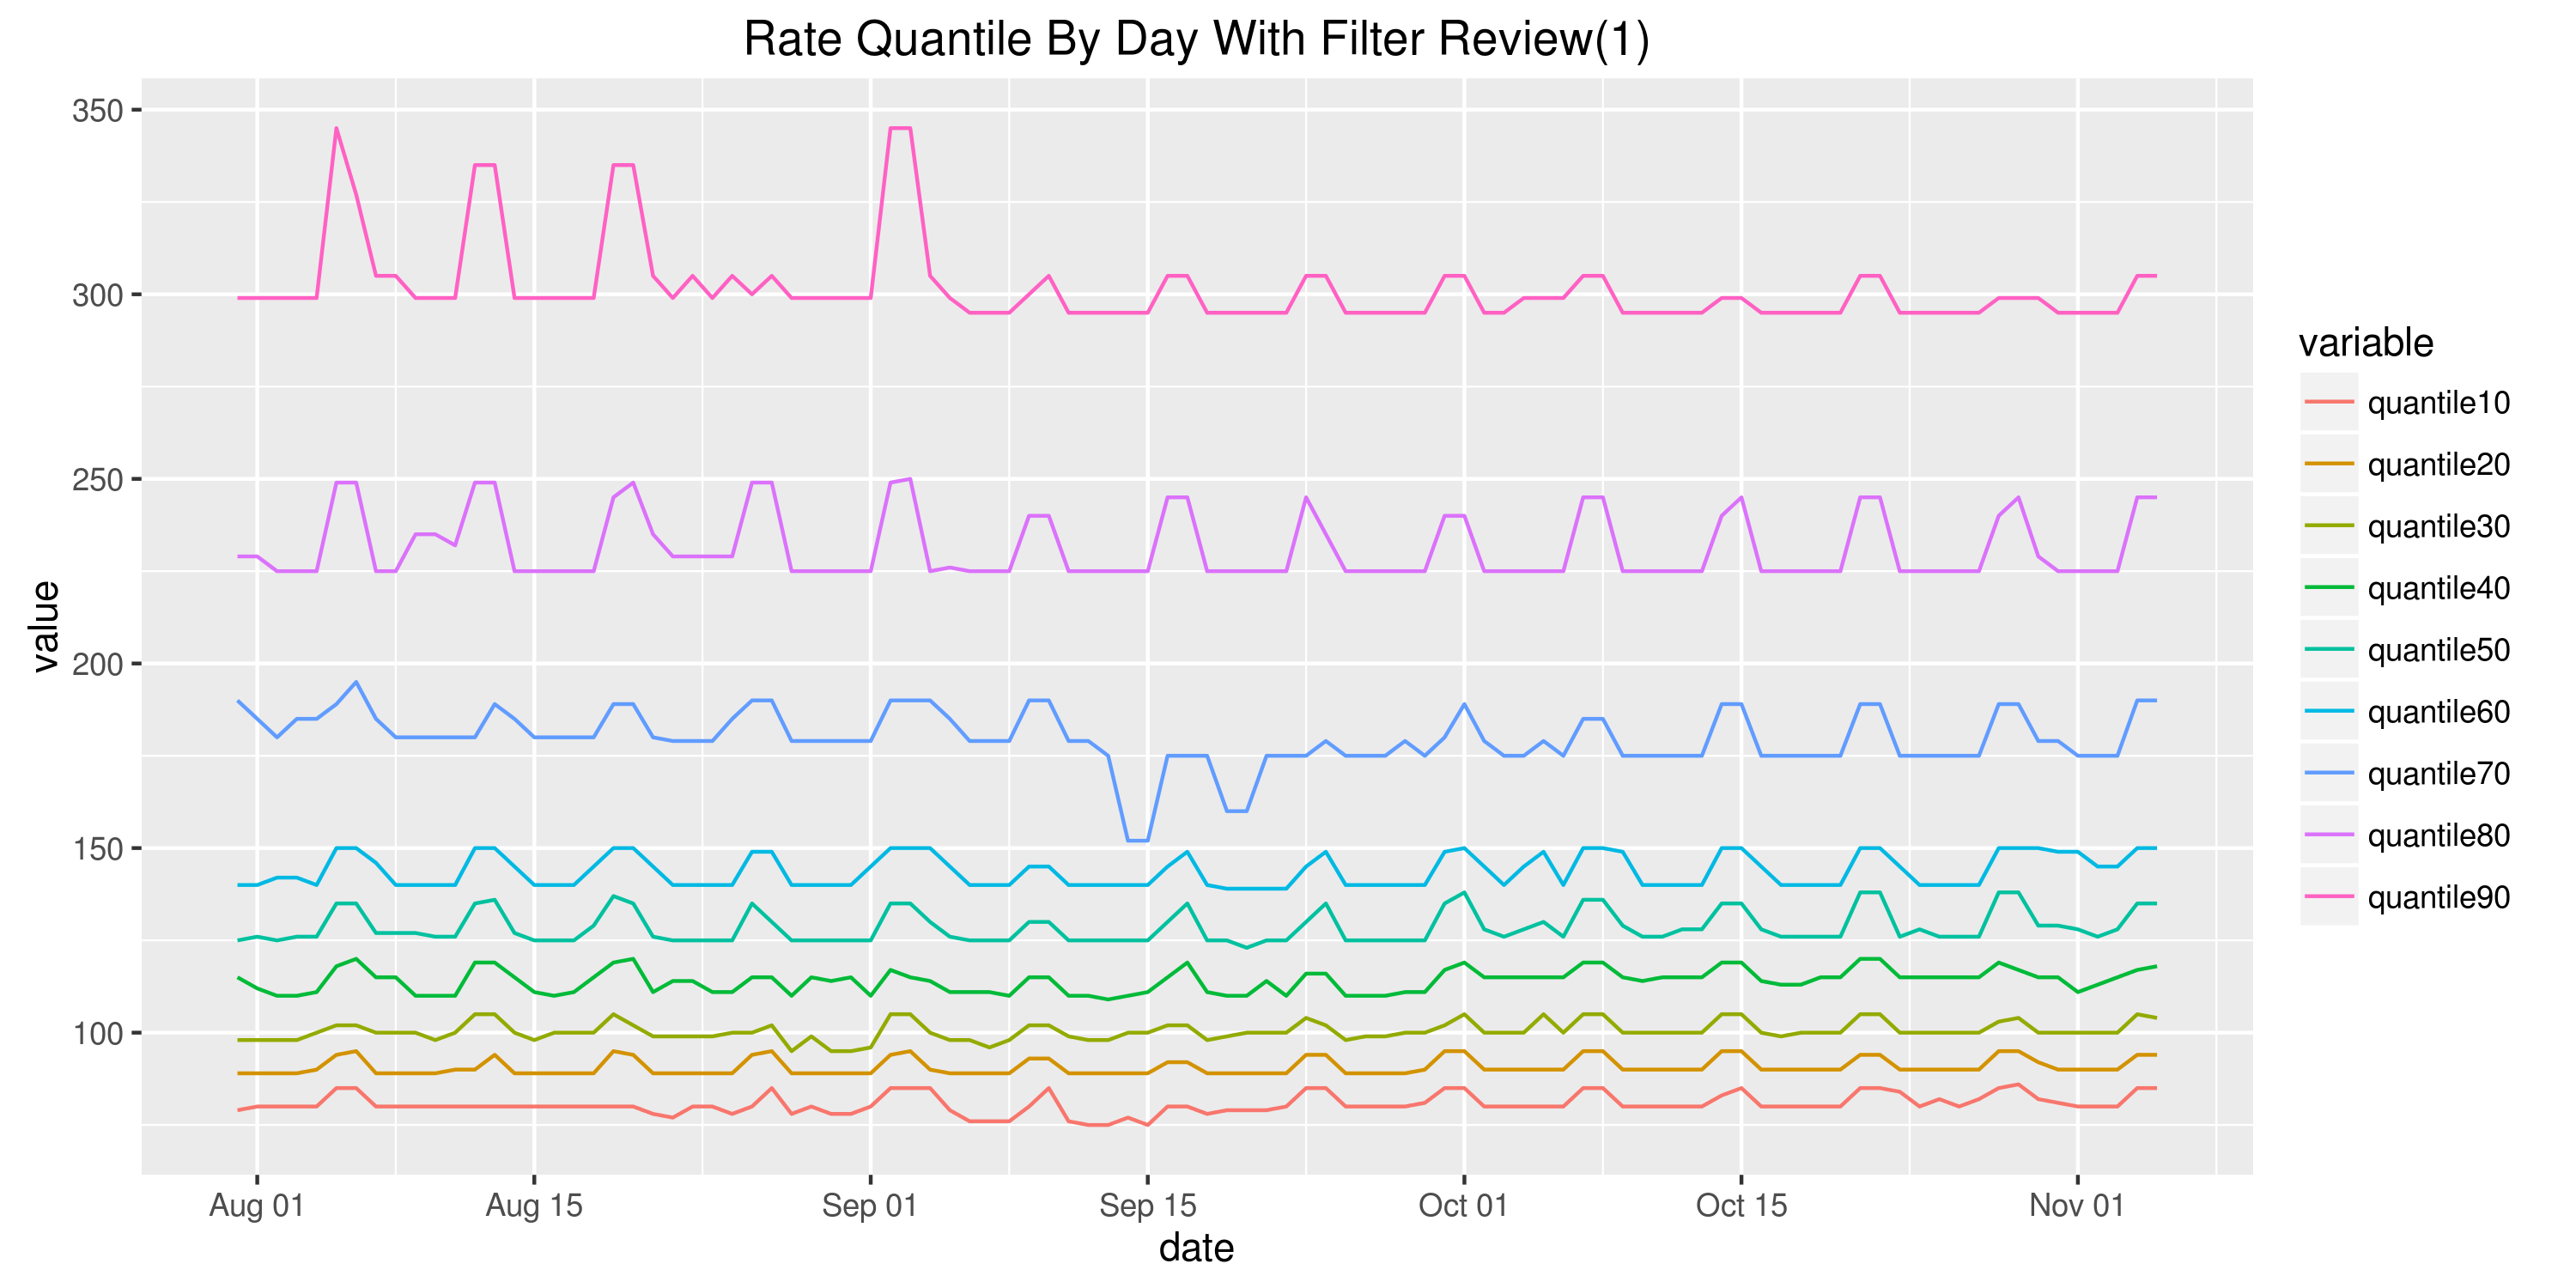 Rate Quantile By Day With Filter Review(1)
350
300
250
200
150
100
value
Aug 01
Aug 15
Sep 01
Sep 15
Oct 01
Oct 15
Nov 01
date
variable
quantile10
quantile20
quantile30
quantile40
quantile50
quantile60
quantile70
quantile80
quantile90